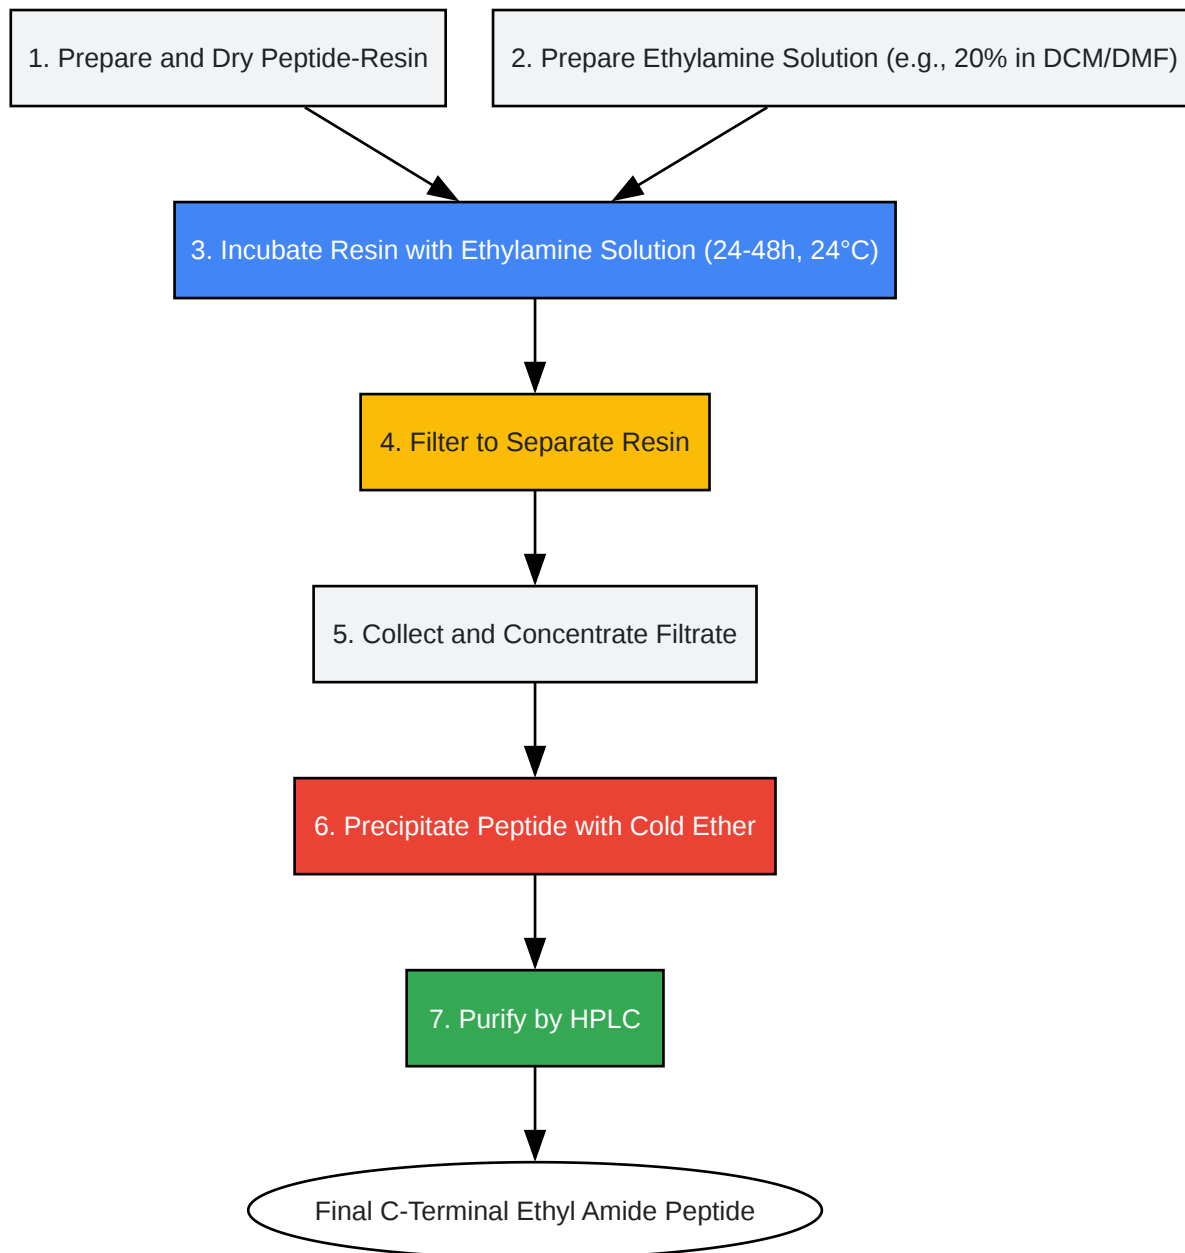 1. Prepare and Dry Peptide-Resin
2. Prepare Ethylamine Solution (e.g., 20% in DCM/DMF)
3. Incubate Resin with Ethylamine Solution (24-48h, 24°C)
4. Filter to Separate Resin
5. Collect and Concentrate Filtrate
6. Precipitate Peptide with Cold Ether
7. Purify by HPLC
Final C-Terminal Ethyl Amide Peptide